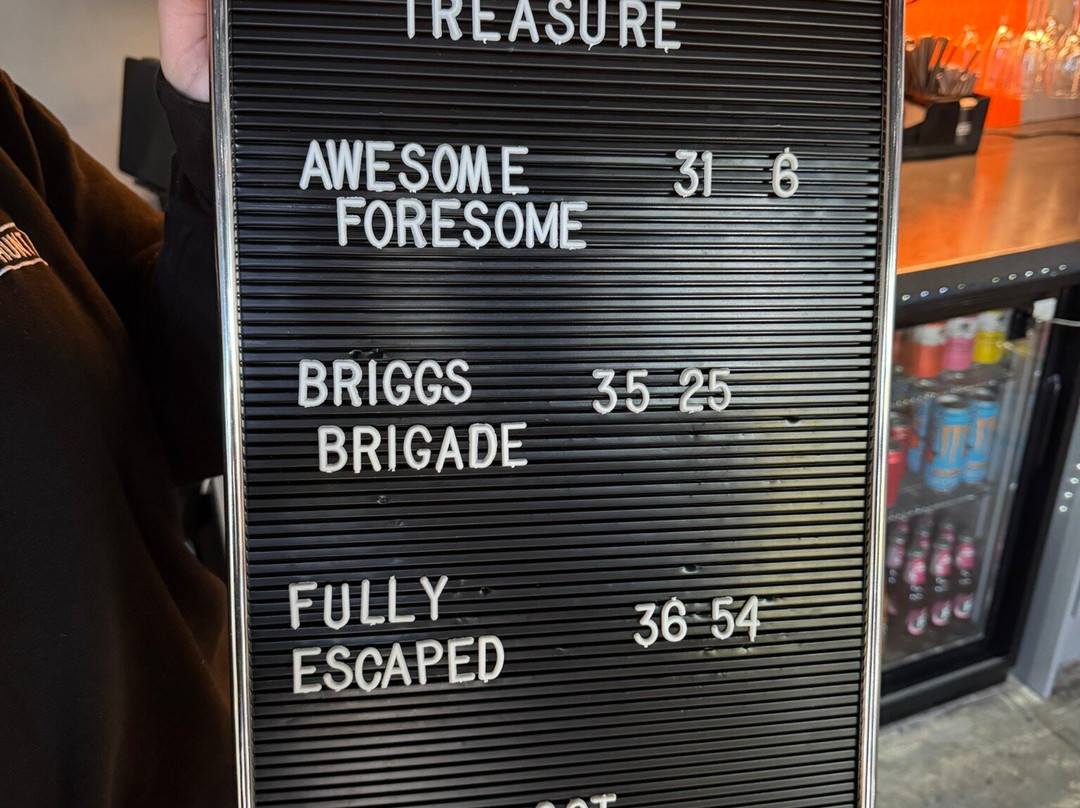 TREASURE
AWESOME 31 6
FORESOME
BRIGGS 35 25
BRIGADE
FULLY 36 54
ESCAPED